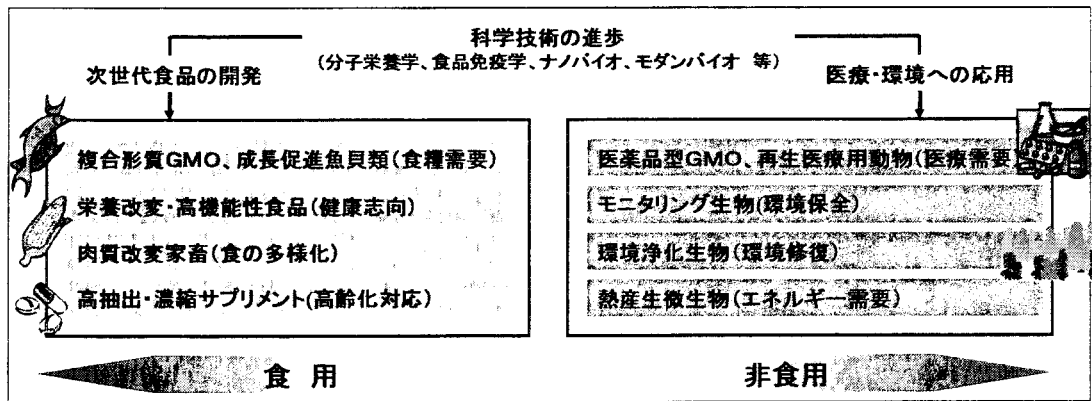 科学技術の進歩
(分子栄養学、食品免疫学、ナノバイオ、モダンバイオ 等)
次世代食品の開発
医療・環境への応用
複合形質GMO、成長促進魚貝類(食糧需要)
栄養改変・高機能性食品(健康志向)
肉質改変家畜(食の多様化)
高抽出・濃縮サプリメント(高齢化対応)
医薬品型GMO、再生医療用動物(医療需要)
モニタリング生物(環境保全)
環境浄化生物(環境修復)
熱産生微生物(エネルギー需要)
食 用
非食用